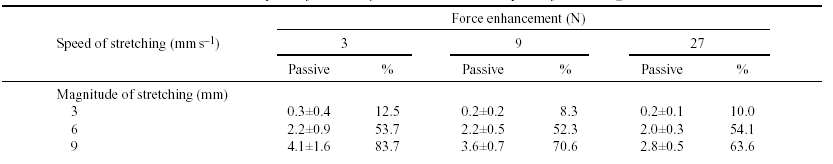 Force enhancement (N)
Speed of stretching (mm s–1) 3 9 27
Passive % Passive % Passive %
Magnitude of stretching (mm)
3 0.3±0.4 12.5 0.2±0.2 8.3 0.2±0.1 10.0
6 2.2±0.9 53.7 2.2±0.5 52.3 2.0±0.3 54.1
9 4.1±1.6 83.7 3.6±0.7 70.6 2.8±0.5 63.6